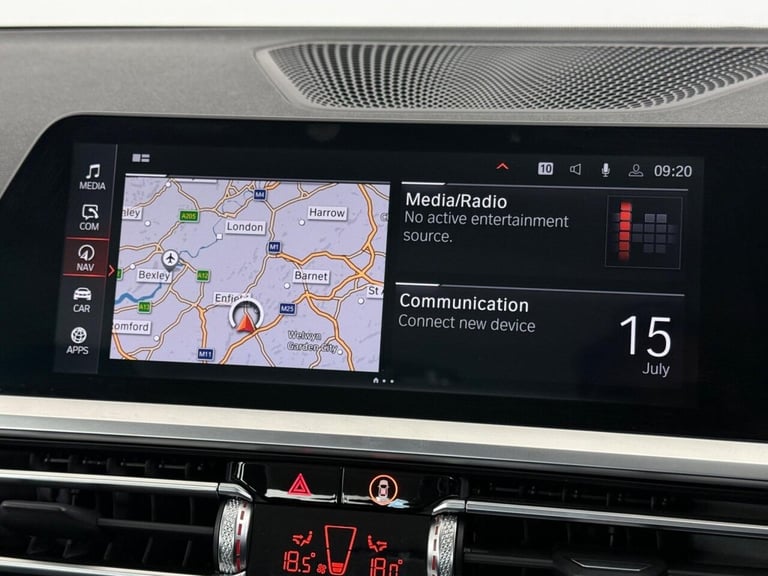 10
09:20
MEDIA
COM
NAV
CAR
APPS
M4
A205
Harrow
London
M1
Bexley
A12
Barnet
A13
Enfield
M25
Welwyn
Garden City
M11
Media/Radio
No active entertainment
source.
Communication
Connect new device
15
July
18.5°
18.0°